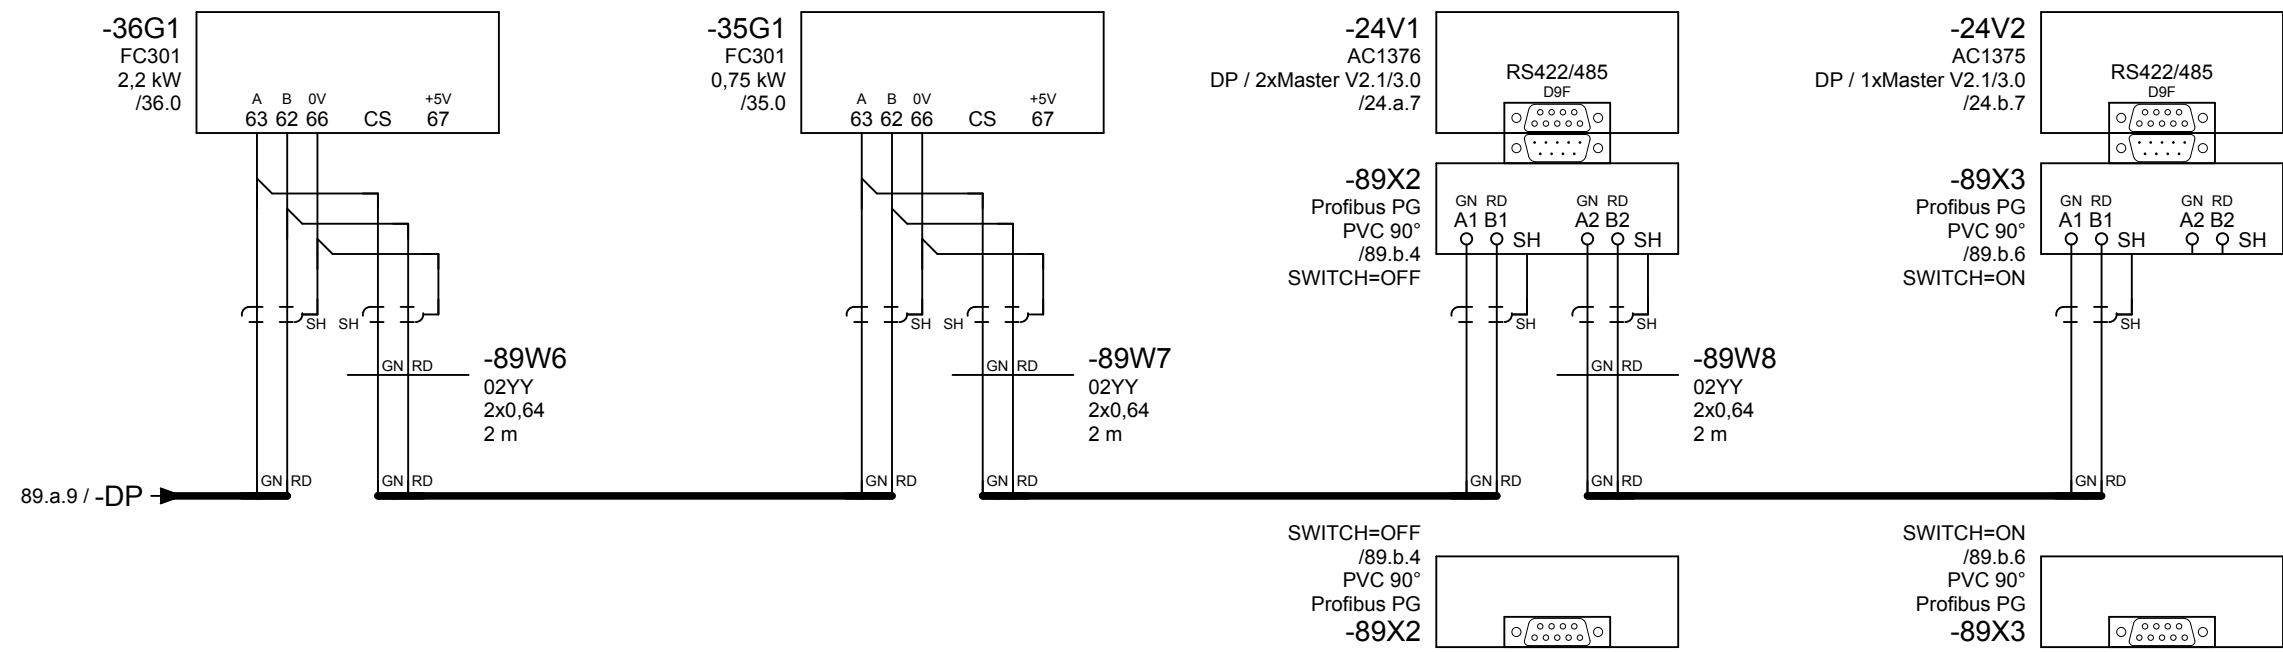 -36G1
FC301
2,2 kW
/36.0
A B 0V +5V
63 62 66 CS 67
-35G1
FC301
0,75 kW
/35.0
A B 0V +5V
63 62 66 CS 67
-24V1
AC1376
DP / 2xMaster V2.1/3.0
/24.a.7
RS422/485
D9F
-24V2
AC1375
DP / 1xMaster V2.1/3.0
/24.b.7
RS422/485
D9F
-89X2
Profibus PG
PVC 90°
/89.b.4
SWITCH=OFF
GN RD GN RD
A1 B1 A2 B2
SH SH
-89X3
Profibus PG
PVC 90°
/89.b.6
SWITCH=ON
GN RD GN RD
A1 B1 A2 B2
SH SH
SH SH
SH SH
SH SH
SH
GN RD
-89W6
02YY
2x0,64
2 m
GN RD
-89W7
02YY
2x0,64
2 m
GN RD
-89W8
02YY
2x0,64
2 m
GN RD GN RD GN RD GN RD GN RD GN RD GN RD
89.a.9 / -DP
SWITCH=OFF
/89.b.4
PVC 90°
Profibus PG
-89X2
SWITCH=ON
/89.b.6
PVC 90°
Profibus PG
-89X3